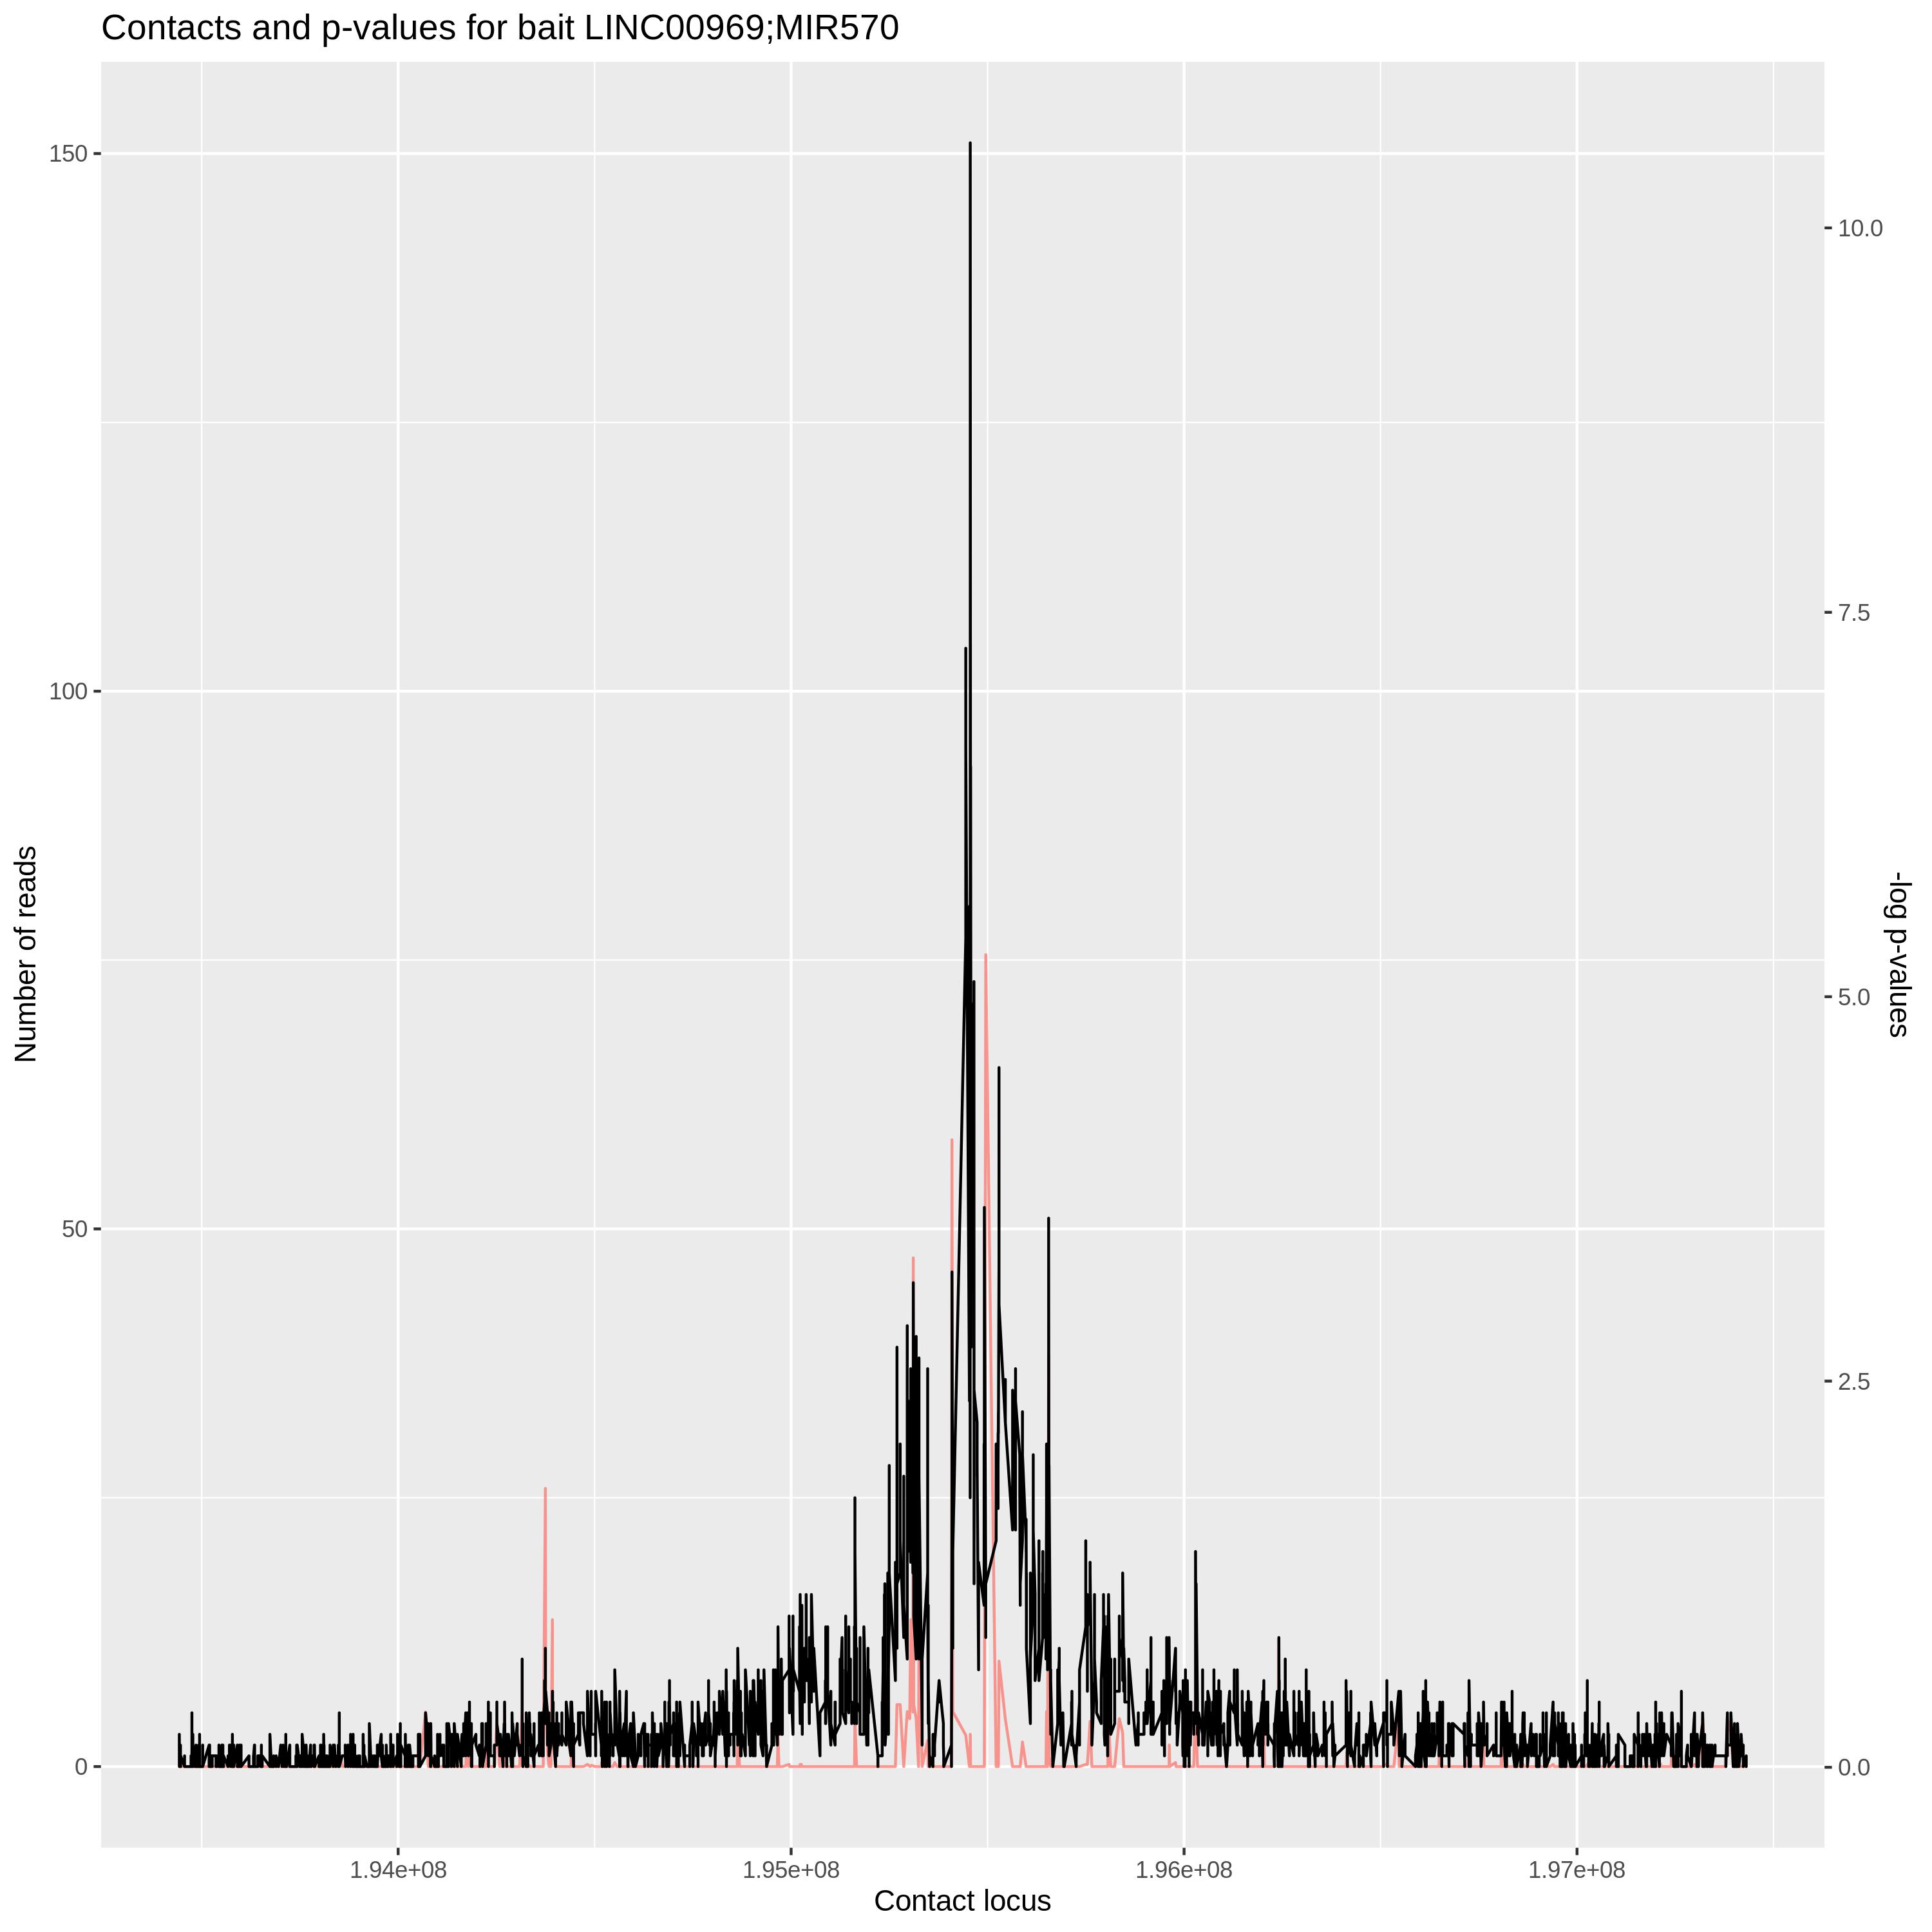 Contacts and p-values for bait LINC00969;MIR570
150
100
50
0
Number of reads
10.0
7.5
5.0
2.5
0.0
-log p-values
1.94e+08
1.95e+08
1.96e+08
1.97e+08
Contact locus